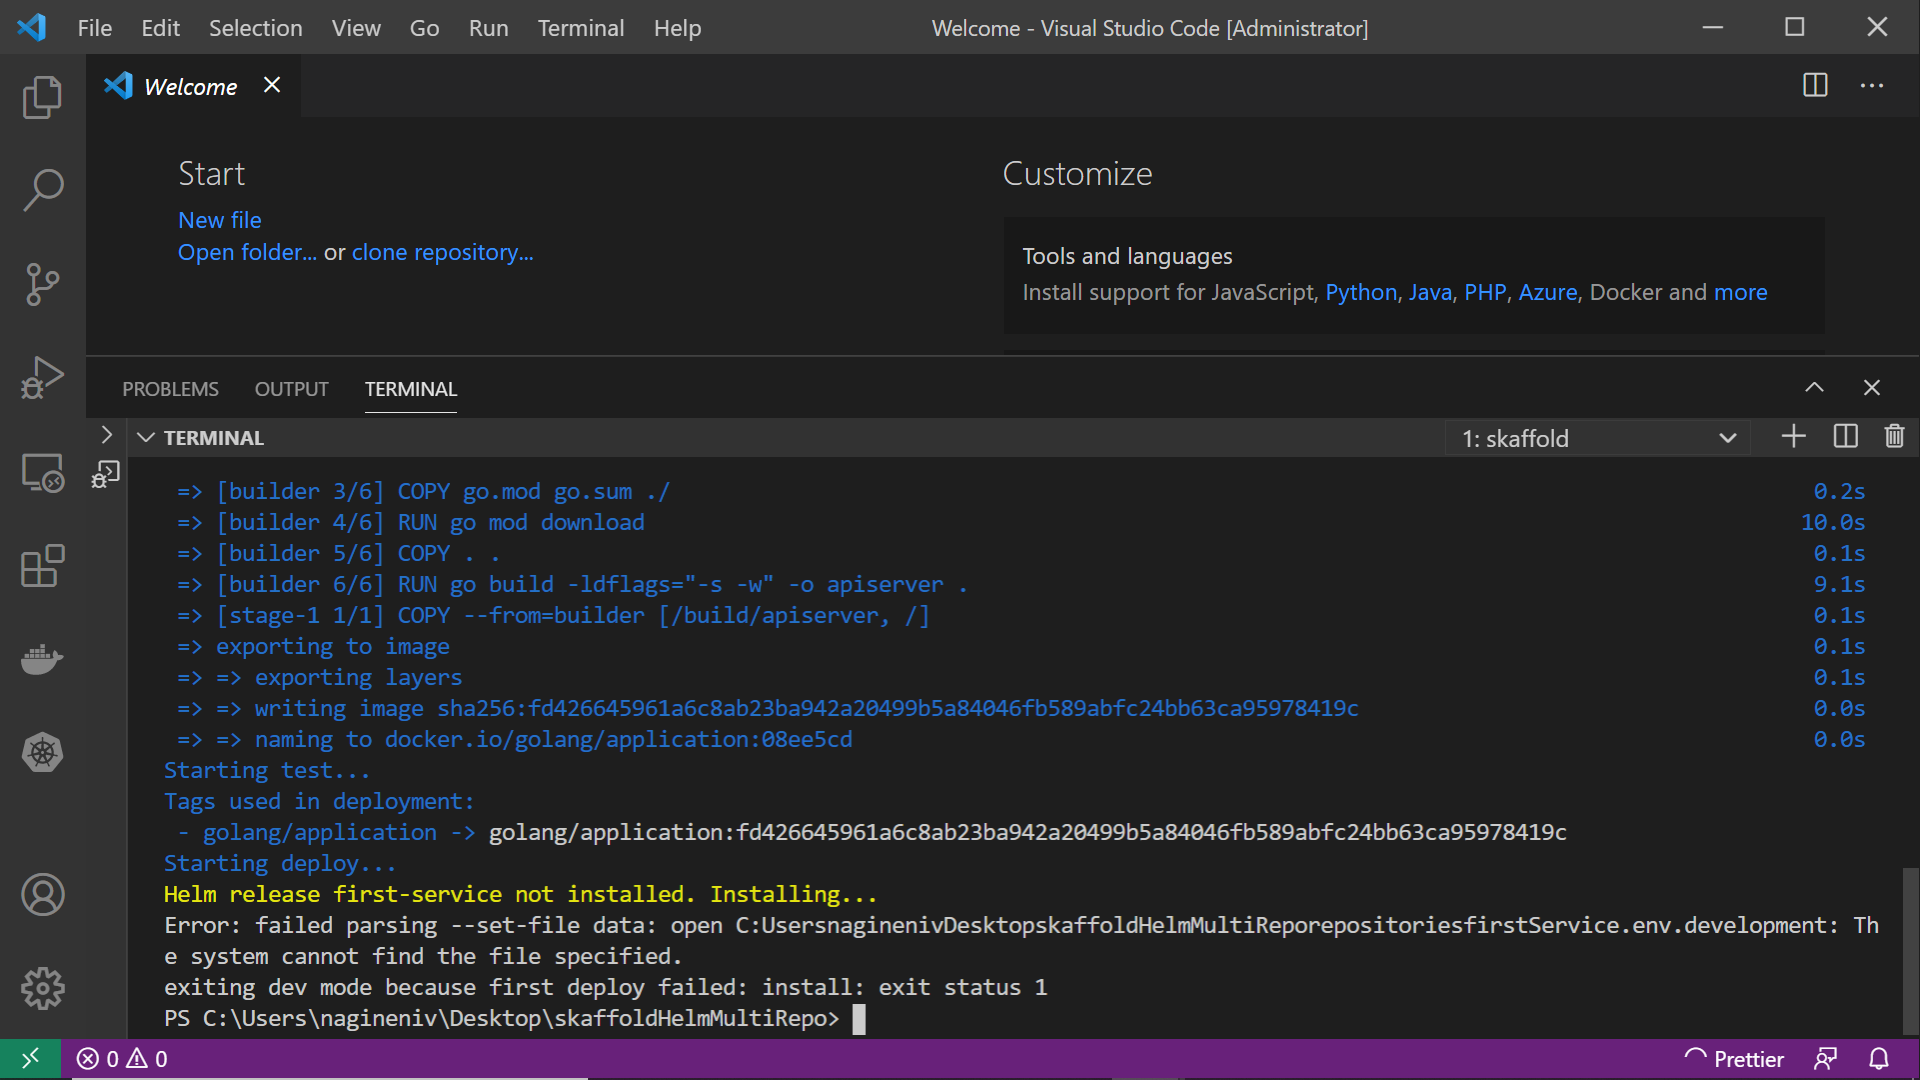 File Edit Selection View Go Run Terminal Help Welcome - Visual Studio Code [Administrator]
Welcome
Start
New file
Open folder... or clone repository...
Customize
Tools and languages
Install support for JavaScript, Python, Java, PHP, Azure, Docker and more
PROBLEMS OUTPUT TERMINAL
TERMINAL 1: skaffold
=> [builder 3/6] COPY go.mod go.sum ./ 0.2s
=> [builder 4/6] RUN go mod download 10.0s
=> [builder 5/6] COPY . . 0.1s
=> [builder 6/6] RUN go build -ldflags="-s -w" -o apiserver . 9.1s
=> [stage-1 1/1] COPY --from=builder [/build/apiserver, /] 0.1s
=> exporting to image 0.1s
=> => exporting layers 0.1s
=> => writing image sha256:fd426645961a6c8ab23ba942a20499b5a84046fb589abfc24bb63ca95978419c 0.0s
=> => naming to docker.io/golang/application:08ee5cd 0.0s
Starting test...
Tags used in deployment:
- golang/application -> golang/application:fd426645961a6c8ab23ba942a20499b5a84046fb589abfc24bb63ca95978419c
Starting deploy...
Helm release first-service not installed. Installing...
Error: failed parsing --set-file data: open C:UsersnaginenivDesktopskaffoldHelmMultiReporepositoriesfirstService.env.development: Th
e system cannot find the file specified.
exiting dev mode because first deploy failed: install: exit status 1
PS C:\Users\nagineniv\Desktop\skaffoldHelmMultiRepo>
0 0 Prettier